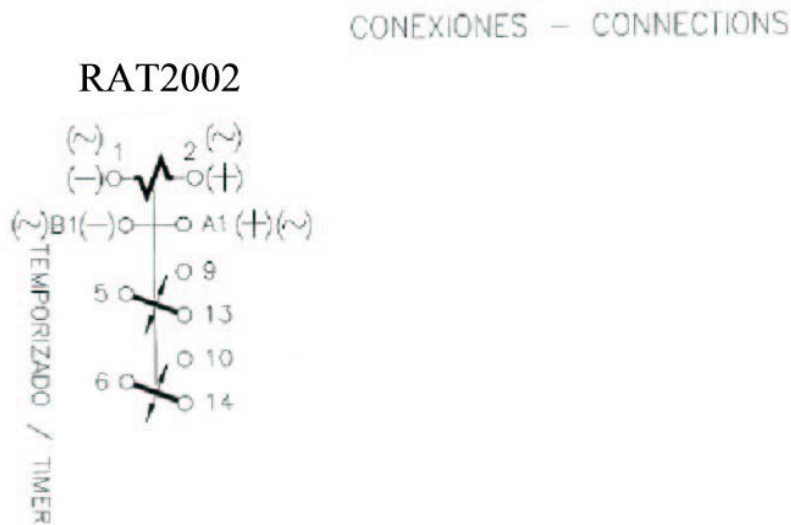 CONEXIONES – CONNECTIONS
RAT2002
(~) 1 2 (~)
(–) (+)
(~)B1(–) A1 (+)(~)
9
5
13
10
6
14
TEMPORIZADO / TIMER